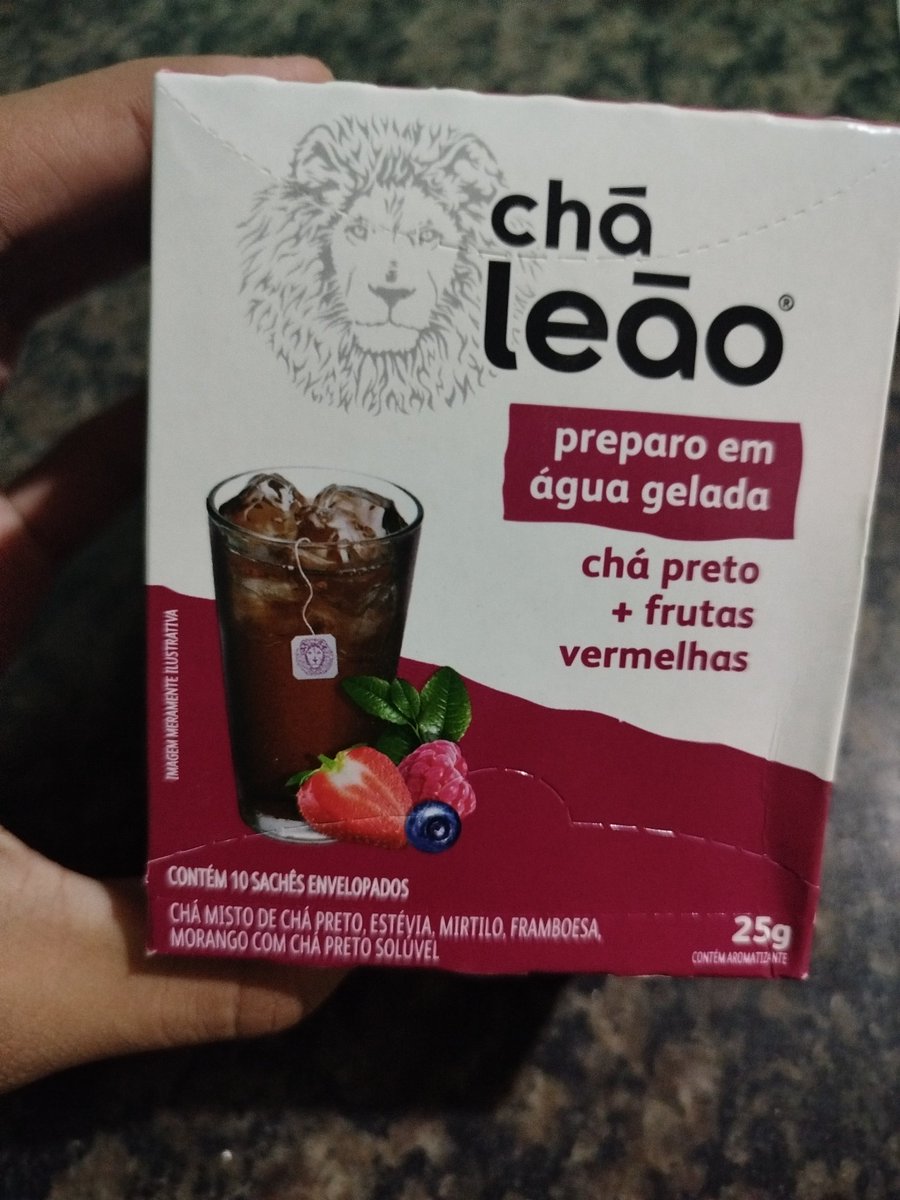 chá
leão®
preparo em
água gelada
chá preto
+ frutas
vermelhas
IMAGEM MERAMENTE ILUSTRATIVA
CONTÉM 10 SACHÊS ENVELOPADOS
CHÁ MISTO DE CHÁ PRETO, ESTÉVIA, MIRTILO, FRAMBOESA,
MORANGO COM CHÁ PRETO SOLÚVEL
25g
CONTÉM AROMATIZANTE